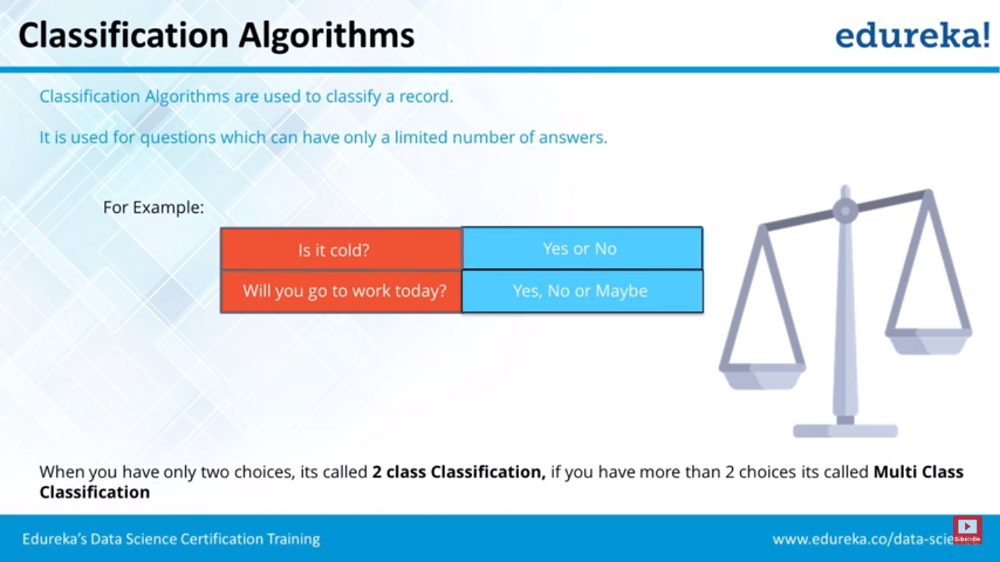 Classification Algorithms
edureka!
Classification Algorithms are used to classify a record.
It is used for questions which can have only a limited number of answers.
For Example:
Is it cold?
Yes or No
Will you go to work today?
Yes, No or Maybe
When you have only two choices, its called 2 class Classification, if you have more than 2 choices its called Multi Class
Classification
Edureka's Data Science Certification Training
www.edureka.co/data-scie
Subscribe